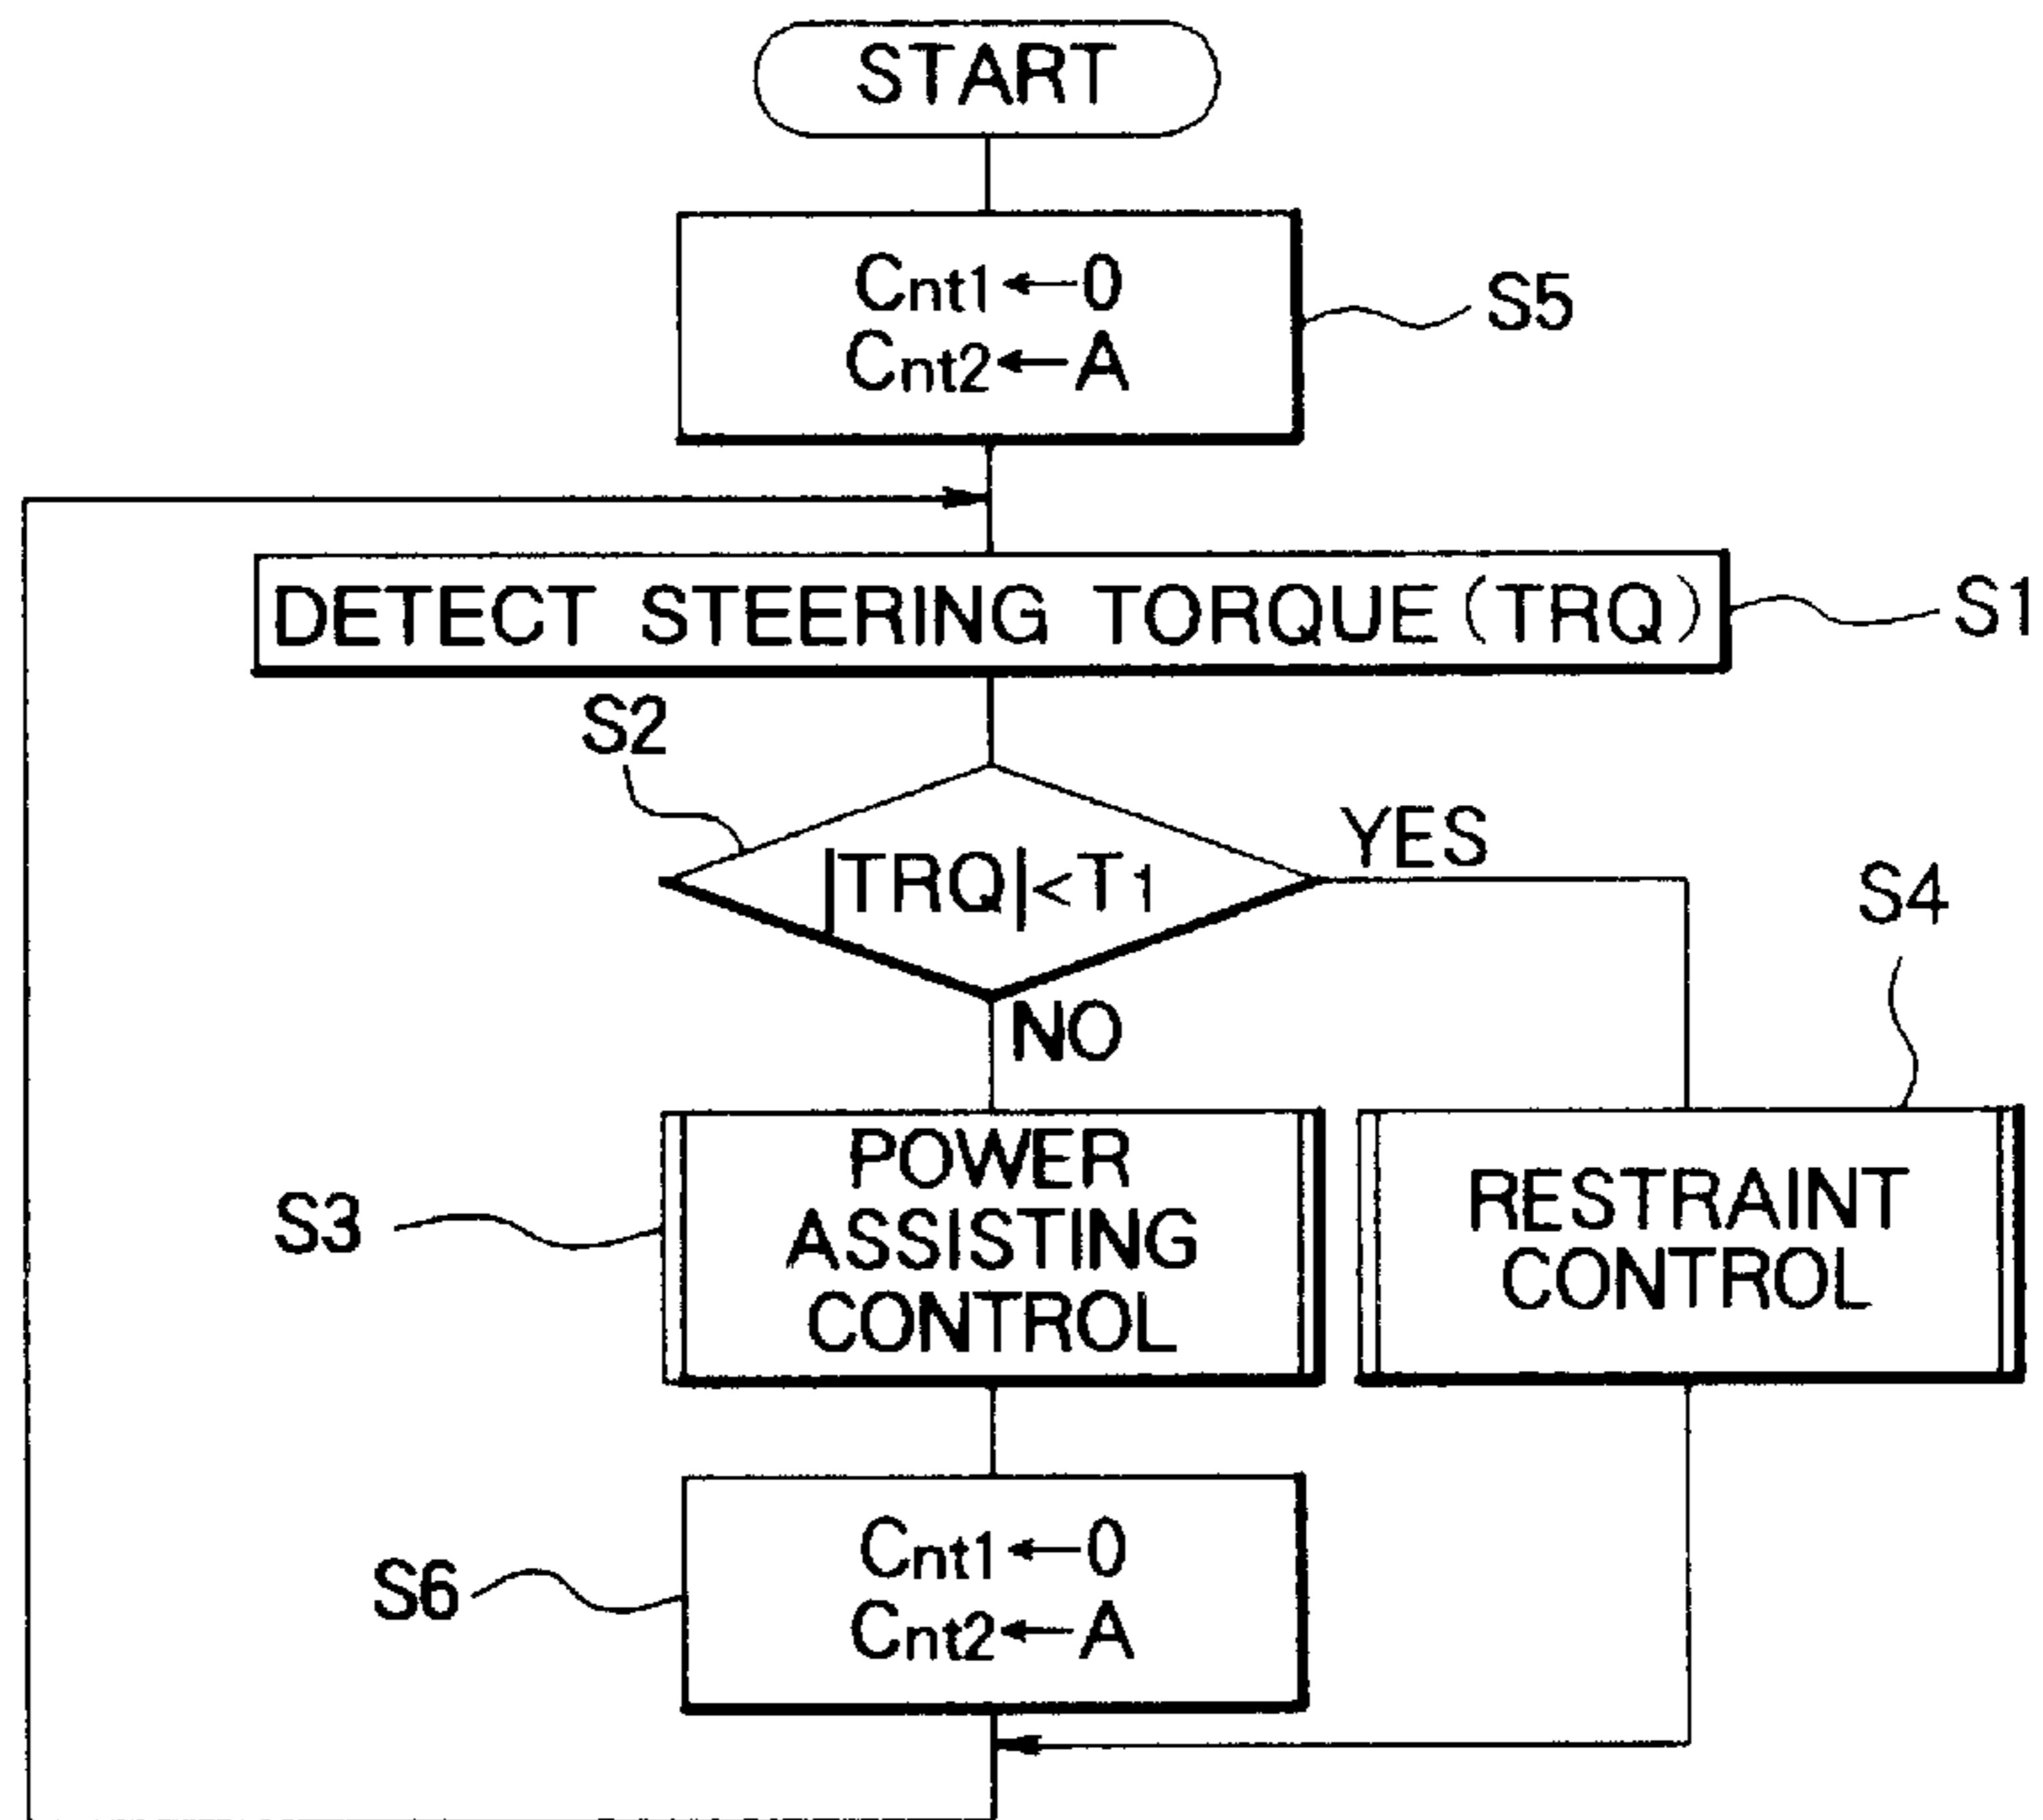 START
Cnt1←0
Cnt2←A
S5
DETECT STEERING TORQUE(TRQ)
S1
S2
|TRQ|<T1
YES
NO
S4
S3
POWER
ASSISTING
CONTROL
RESTRAINT
CONTROL
S6
Cnt1←0
Cnt2←A